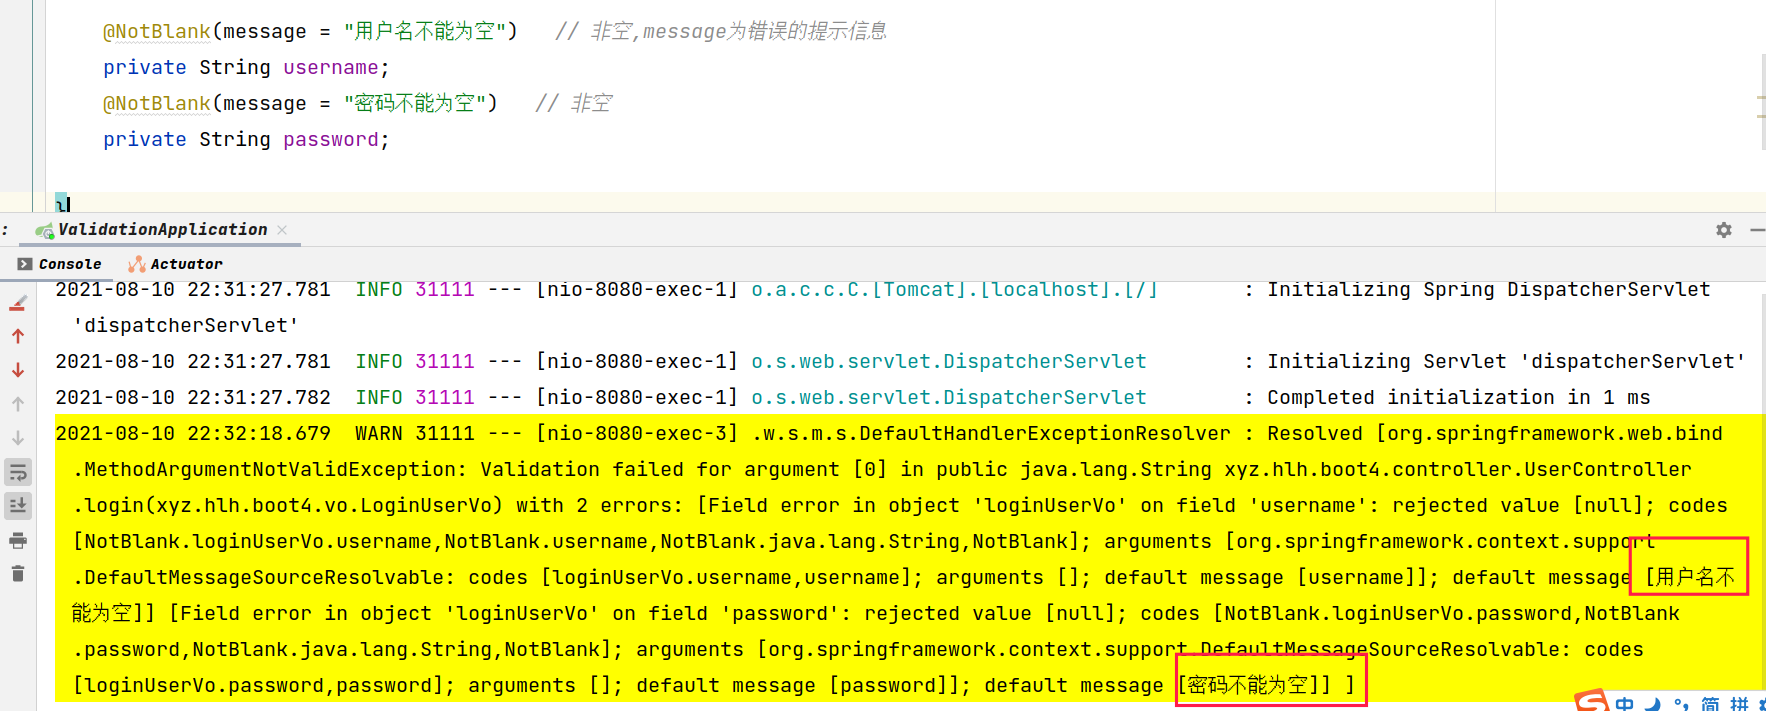 @NotBlank(message = "用户名不能为空")   // 非空,message为错误的提示信息
private String username;
@NotBlank(message = "密码不能为空")   // 非空
private String password;
}
:  ValidationApplication ×
Console  Actuator
2021-08-10 22:31:27.781  INFO 31111 --- [nio-8080-exec-1] o.a.c.c.C.[Tomcat].[localhost].[/]       : Initializing Spring DispatcherServlet
'dispatcherServlet'
2021-08-10 22:31:27.781  INFO 31111 --- [nio-8080-exec-1] o.s.web.servlet.DispatcherServlet        : Initializing Servlet 'dispatcherServlet'
2021-08-10 22:31:27.782  INFO 31111 --- [nio-8080-exec-1] o.s.web.servlet.DispatcherServlet        : Completed initialization in 1 ms
2021-08-10 22:32:18.679  WARN 31111 --- [nio-8080-exec-3] .w.s.m.s.DefaultHandlerExceptionResolver : Resolved [org.springframework.web.bind
.MethodArgumentNotValidException: Validation failed for argument [0] in public java.lang.String xyz.hlh.boot4.controller.UserController
.login(xyz.hlh.boot4.vo.LoginUserVo) with 2 errors: [Field error in object 'loginUserVo' on field 'username': rejected value [null]; codes
[NotBlank.loginUserVo.username,NotBlank.username,NotBlank.java.lang.String,NotBlank]; arguments [org.springframework.context.support
.DefaultMessageSourceResolvable: codes [loginUserVo.username,username]; arguments []; default message [username]]; default message [用户名不
能为空]] [Field error in object 'loginUserVo' on field 'password': rejected value [null]; codes [NotBlank.loginUserVo.password,NotBlank
.password,NotBlank.java.lang.String,NotBlank]; arguments [org.springframework.context.support.DefaultMessageSourceResolvable: codes
[loginUserVo.password,password]; arguments []; default message [password]]; default message [密码不能为空]] ]
S 中 °, 简 拼